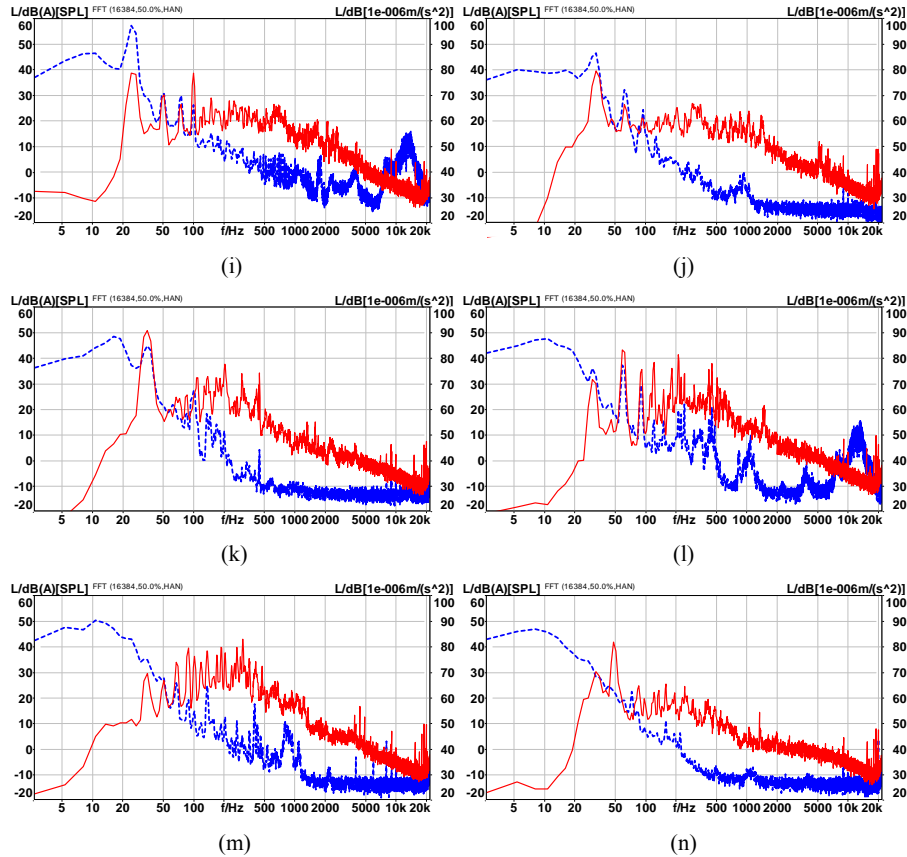 L/dB(A)[SPL] FFT (16384,50.0%,HAN) L/dB[1e-006m/(s^2)] L/dB(A)[SPL] FFT (16384,50.0%,HAN) L/dB[1e-006m/(s^2)]
60 100 60 100
50 90 50 90
40 80 40 80
30 70 30 70
20 60 20 60
10 50 10 50
0 40 0 40
-10 30 -10 30
-20 20 -20 20
5 10 20 50 100 f/Hz 500 1000 2000 5000 10k 20k 5 10 20 50 100 f/Hz 500 1000 2000 5000 10k 20k
(i) (j)
L/dB(A)[SPL] FFT (16384,50.0%,HAN) L/dB[1e-006m/(s^2)] L/dB(A)[SPL] FFT (16384,50.0%,HAN) L/dB[1e-006m/(s^2)]
60 100 60 100
50 90 50 90
40 80 40 80
30 70 30 70
20 60 20 60
10 50 10 50
0 40 0 40
-10 30 -10 30
-20 20 -20 20
5 10 20 50 100 f/Hz 500 1000 2000 5000 10k 20k 5 10 20 50 100 f/Hz 500 1000 2000 5000 10k 20k
(k) (l)
L/dB(A)[SPL] FFT (16384,50.0%,HAN) L/dB[1e-006m/(s^2)] L/dB(A)[SPL] FFT (16384,50.0%,HAN) L/dB[1e-006m/(s^2)]
60 100 60 100
50 90 50 90
40 80 40 80
30 70 30 70
20 60 20 60
10 50 10 50
0 40 0 40
-10 30 -10 30
-20 20 -20 20
5 10 20 50 100 f/Hz 500 1000 2000 5000 10k 20k 5 10 20 50 100 f/Hz 500 1000 2000 5000 10k 20k
(m) (n)